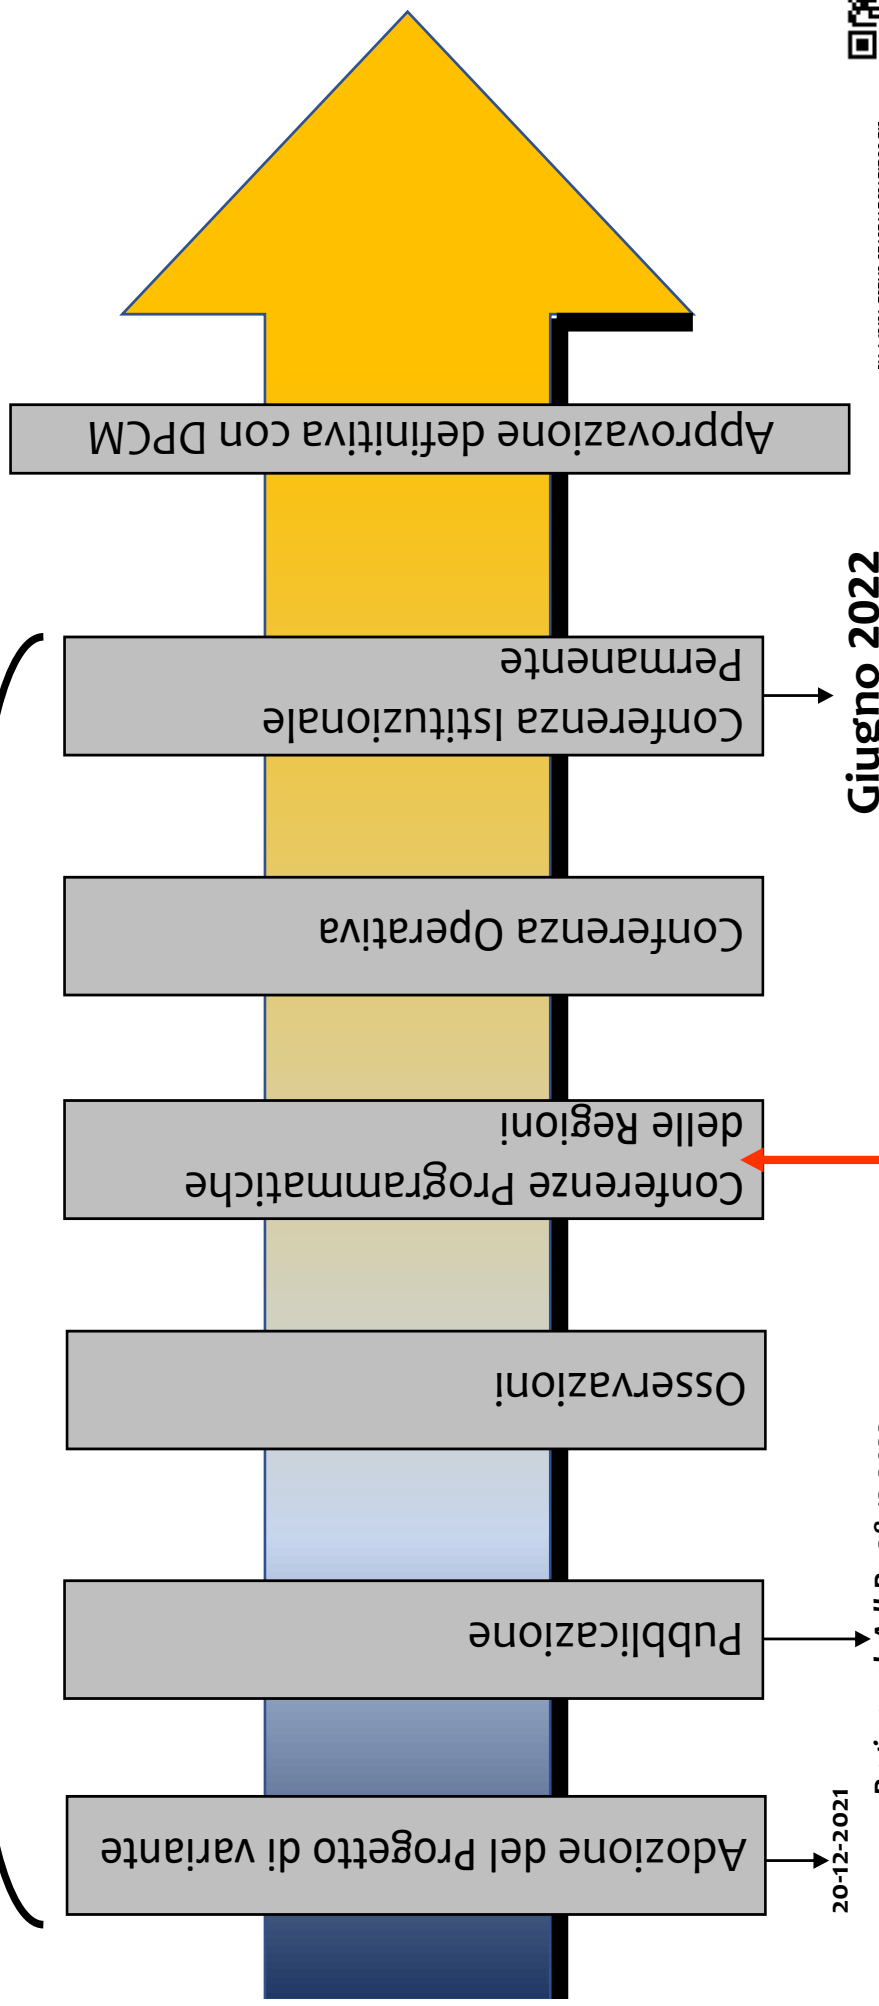 Adozione del Progetto di variante
20-12-2021
Pubblicazione
Osservazioni
Conferenze Programmatiche
delle Regioni
Conferenza Operativa
Conferenza Istituzionale
Permanente
Giugno 2022
Approvazione definitiva con DPCM